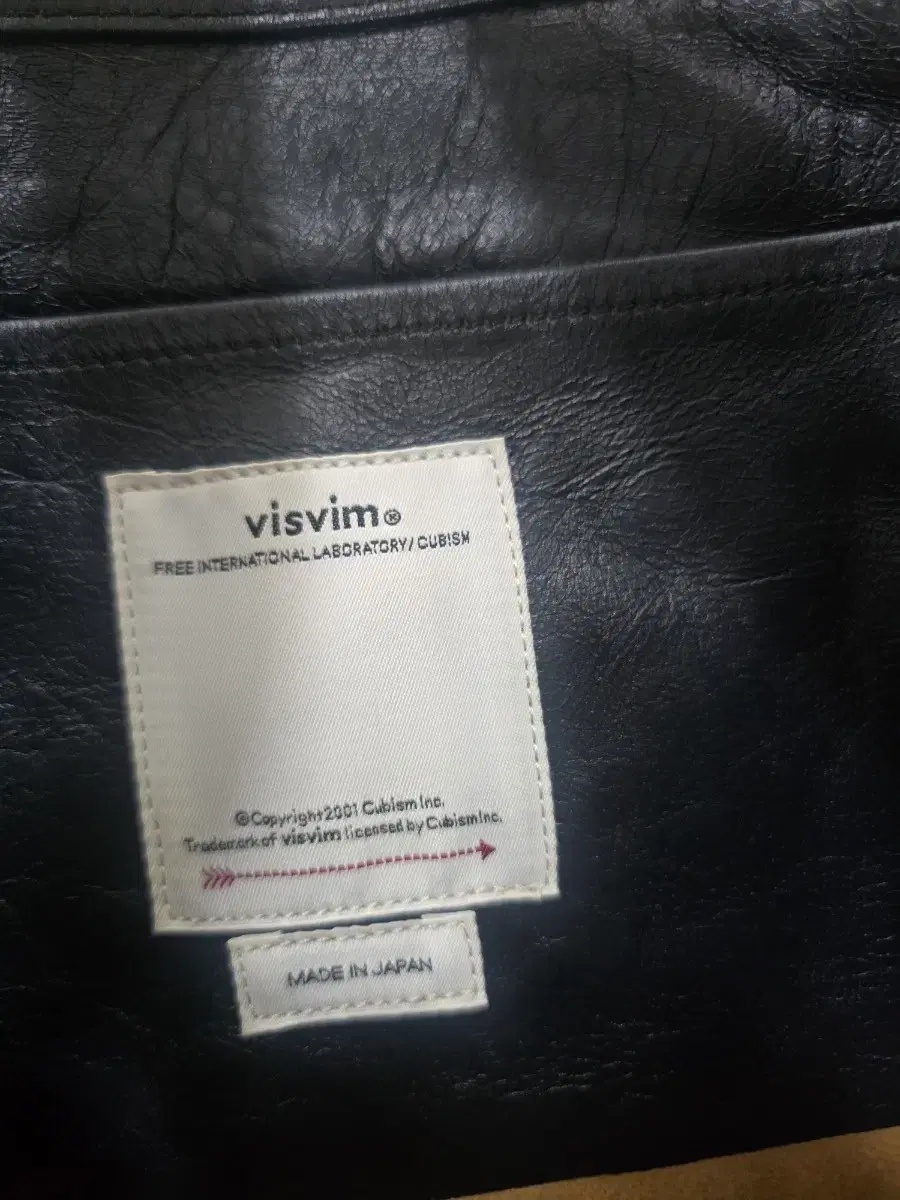 visvim®
FREE INTERNATIONAL LABORATORY/CUBISM
©Copyright2001 Cubism Inc.
Trademark of visvim licensed by Cubism Inc.
MADE IN JAPAN